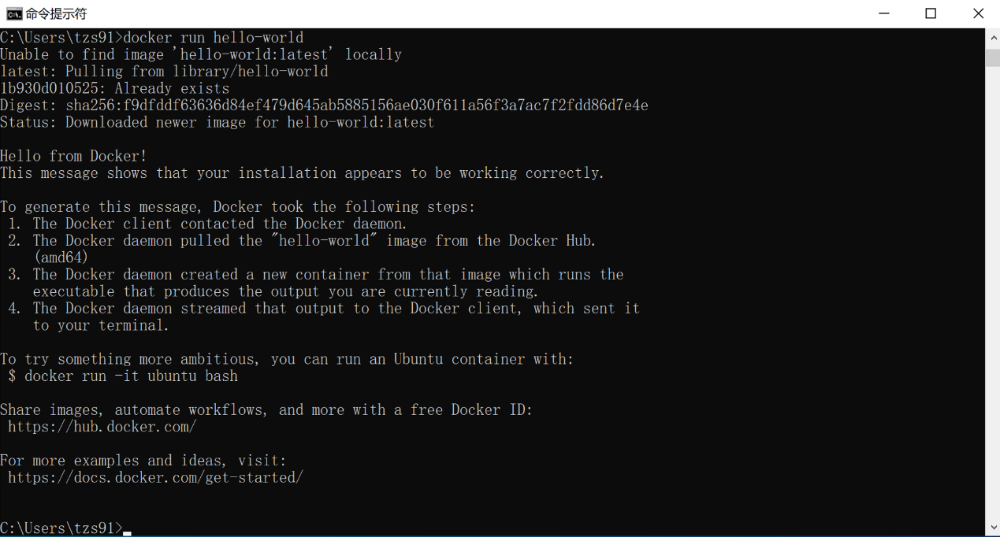 命令提示符
C:\Users\tzs91>docker run hello-world
Unable to find image 'hello-world:latest' locally
latest: Pulling from library/hello-world
1b930d010525: Already exists
Digest: sha256:f9dfddf63636d84ef479d645ab5885156ae030f611a56f3a7ac7f2fdd86d7e4e
Status: Downloaded newer image for hello-world:latest

Hello from Docker!
This message shows that your installation appears to be working correctly.

To generate this message, Docker took the following steps:
 1. The Docker client contacted the Docker daemon.
 2. The Docker daemon pulled the "hello-world" image from the Docker Hub.
    (amd64)
 3. The Docker daemon created a new container from that image which runs the
    executable that produces the output you are currently reading.
 4. The Docker daemon streamed that output to the Docker client, which sent it
    to your terminal.

To try something more ambitious, you can run an Ubuntu container with:
 $ docker run -it ubuntu bash

Share images, automate workflows, and more with a free Docker ID:
 https://hub.docker.com/

For more examples and ideas, visit:
 https://docs.docker.com/get-started/

C:\Users\tzs91>